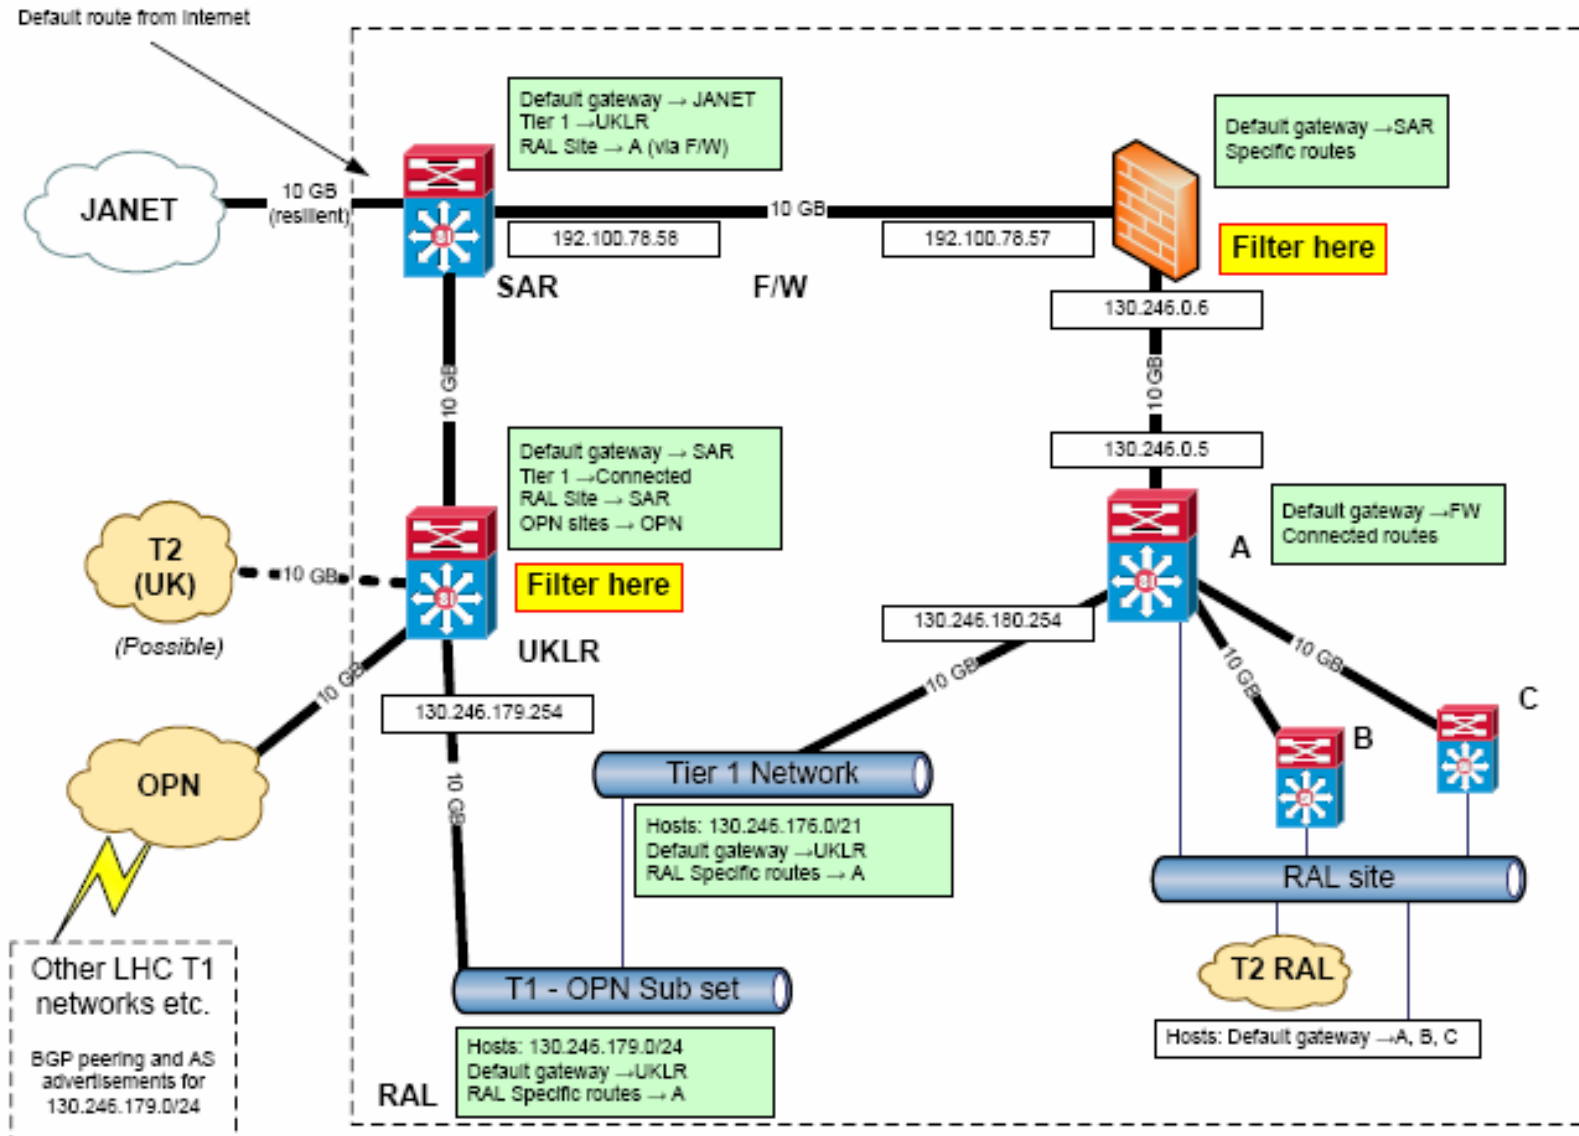 Default route from Internet
Default gateway → JANET
Tier 1 →UKLR
RAL Site → A (via F/W)
Default gateway →SAR
Specific routes
JANET
10 GB
(resilient)
10 GB
192.100.78.58
192.100.78.57
Filter here
SAR
F/W
130.246.0.6
10 GB
10 GB
130.246.0.5
Default gateway → SAR
Tier 1 →Connected
RAL Site → SAR
OPN sites → OPN
Default gateway →FW
Connected routes
A
T2
(UK)
(Possible)
10 GB
Filter here
UKLR
130.246.180.254
10 GB
10 GB
10 GB
10 GB
130.246.179.254
10 GB
B
C
OPN
Tier 1 Network
Hosts: 130.246.176.0/21
Default gateway →UKLR
RAL Specific routes → A
RAL site
T2 RAL
Hosts: Default gateway →A, B, C
Other LHC T1
networks etc.
BGP peering and AS
advertisements for
130.246.179.0/24
T1 - OPN Sub set
Hosts: 130.246.179.0/24
Default gateway →UKLR
RAL Specific routes → A
RAL